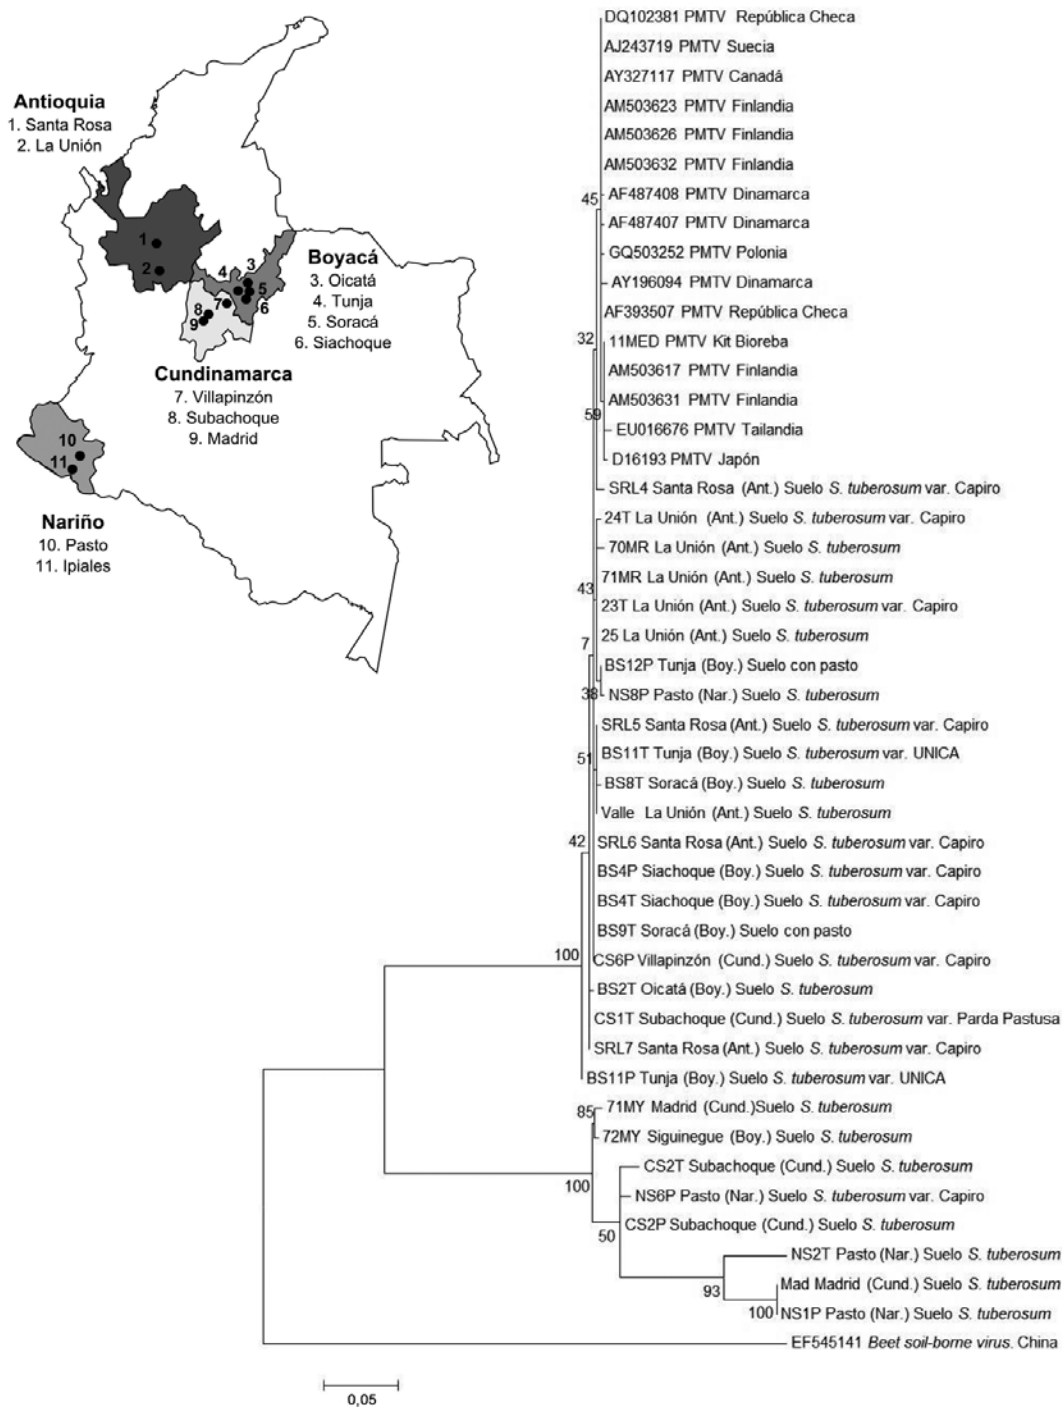 Antioquia
1. Santa Rosa
2. La Unión
1
2
Boyacá
3. Oicatá
4. Tunja
5. Soracá
6. Siachoque
3
4
5
6
7
8
9
Cundinamarca
7. Villapinzón
8. Subachoque
9. Madrid
10
11
Nariño
10. Pasto
11. Ipiales
DQ102381 PMTV República Checa
AJ243719 PMTV Suecia
AY327117 PMTV Canadá
AM503623 PMTV Finlandia
AM503626 PMTV Finlandia
AM503632 PMTV Finlandia
AF487408 PMTV Dinamarca
AF487407 PMTV Dinamarca
GQ503252 PMTV Polonia
AY196094 PMTV Dinamarca
AF393507 PMTV República Checa
11MED PMTV Kit Bioreba
AM503617 PMTV Finlandia
AM503631 PMTV Finlandia
EU016676 PMTV Tailandia
D16193 PMTV Japón
SRL4 Santa Rosa (Ant.) Suelo S. tuberosum var. Capiro
24T La Unión (Ant.) Suelo S. tuberosum var. Capiro
70MR La Unión (Ant.) Suelo S. tuberosum
71MR La Unión (Ant.) Suelo S. tuberosum
23T La Unión (Ant.) Suelo S. tuberosum var. Capiro
25 La Unión (Ant.) Suelo S. tuberosum
BS12P Tunja (Boy.) Suelo con pasto
NS8P Pasto (Nar.) Suelo S. tuberosum
SRL5 Santa Rosa (Ant.) Suelo S. tuberosum var. Capiro
BS11T Tunja (Boy.) Suelo S. tuberosum var. UNICA
BS8T Soracá (Boy.) Suelo S. tuberosum
Valle La Unión (Ant.) Suelo S. tuberosum
SRL6 Santa Rosa (Ant.) Suelo S. tuberosum var. Capiro
BS4P Siachoque (Boy.) Suelo S. tuberosum var. Capiro
BS4T Siachoque (Boy.) Suelo S. tuberosum var. Capiro
BS9T Soracá (Boy.) Suelo con pasto
CS6P Villapinzón (Cund.) Suelo S. tuberosum var. Capiro
BS2T Oicatá (Boy.) Suelo S. tuberosum
CS1T Subachoque (Cund.) Suelo S. tuberosum var. Parda Pastusa
SRL7 Santa Rosa (Ant.) Suelo S. tuberosum var. Capiro
BS11P Tunja (Boy.) Suelo S. tuberosum var. UNICA
71MY Madrid (Cund.)Suelo S. tuberosum
72MY Siguinegue (Boy.) Suelo S. tuberosum
CS2T Subachoque (Cund.) Suelo S. tuberosum
NS6P Pasto (Nar.) Suelo S. tuberosum var. Capiro
CS2P Subachoque (Cund.) Suelo S. tuberosum
NS2T Pasto (Nar.) Suelo S. tuberosum
Mad Madrid (Cund.) Suelo S. tuberosum
NS1P Pasto (Nar.) Suelo S. tuberosum
EF545141 Beet soil-borne virus. China
45
32
59
43
7
38
51
42
100
85
100
50
93
100
0,05